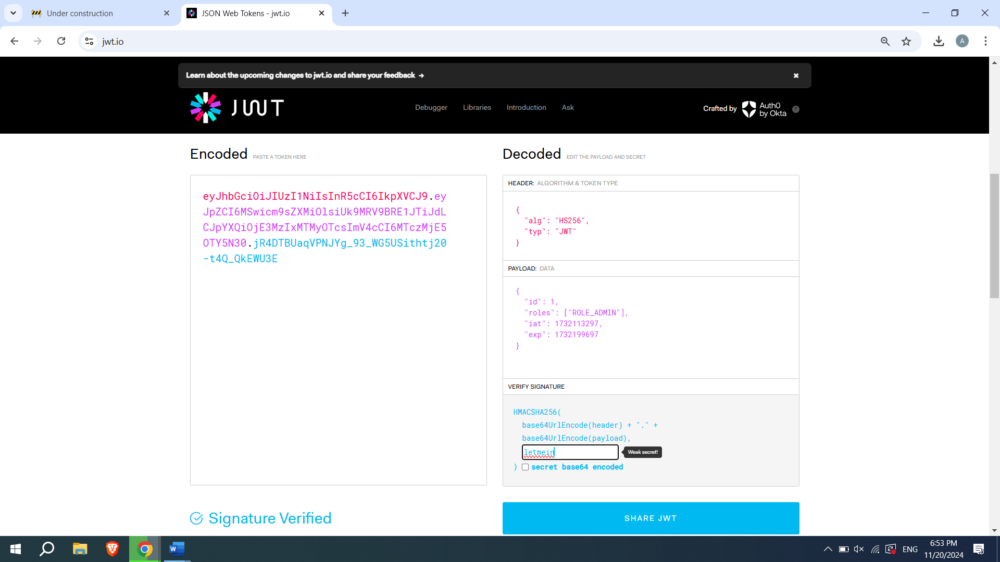 Under construction
JSON Web Tokens - jwt.io
jwt.io
A
Learn about the upcoming changes to jwt.io and share your feedback →
JWT
Debugger Libraries Introduction Ask
Crafted by Auth0 by Okta ?
Encoded PASTE A TOKEN HERE
eyJhbGciOiJIUzI1NiIsInR5cCI6IkpXVCJ9.ey
JpZCI6MSwicm9sZXMiOlsiUk9MRV9BRE1JTiJdL
CJpYXQiOjE3MzIxMTMyOTcsImV4cCI6MTczMjE5
OTY5N30.jR4DTBUaqVPNJYg_93_WG5USithtj20
-t4Q_QkEWU3E
Signature Verified
Decoded EDIT THE PAYLOAD AND SECRET
HEADER: ALGORITHM & TOKEN TYPE
{
"alg": "HS256",
"typ": "JWT"
}
PAYLOAD: DATA
{
"id": 1,
"roles": ["ROLE_ADMIN"],
"iat": 1732113297,
"exp": 1732199697
}
VERIFY SIGNATURE
HMACSHA256(
base64UrlEncode(header) + "." +
base64UrlEncode(payload),
letmein Weak secret!
) secret base64 encoded
SHARE JWT
W
ENG
6:53 PM
11/20/2024